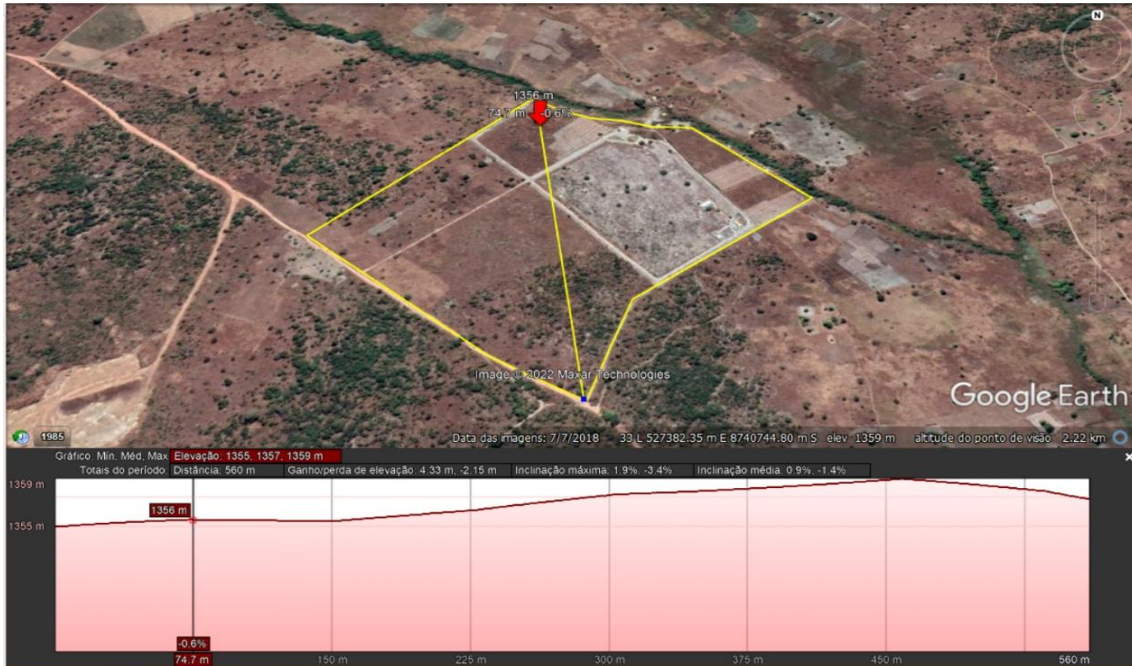 N
1356 m
74.7 m -0.6%
Image © 2022 Maxar Technologies
Google Earth
1985
Data das imagens: 7/7/2018 33 L 527382.35 m E 8740744.80 m S elev 1359 m altitude do ponto de visão 2.22 km
Gráfico: Mín, Méd, Máx Elevação: 1355, 1357, 1359 m
Totais do período: Distância: 560 m Ganho/perda de elevação: 4.33 m, -2.15 m Inclinação máxima: 1.9%, -3.4% Inclinação média: 0.9%, -1.4%
1359 m
1356 m
1355 m
-0.6%
74.7 m 150 m 225 m 300 m 375 m 450 m 560 m